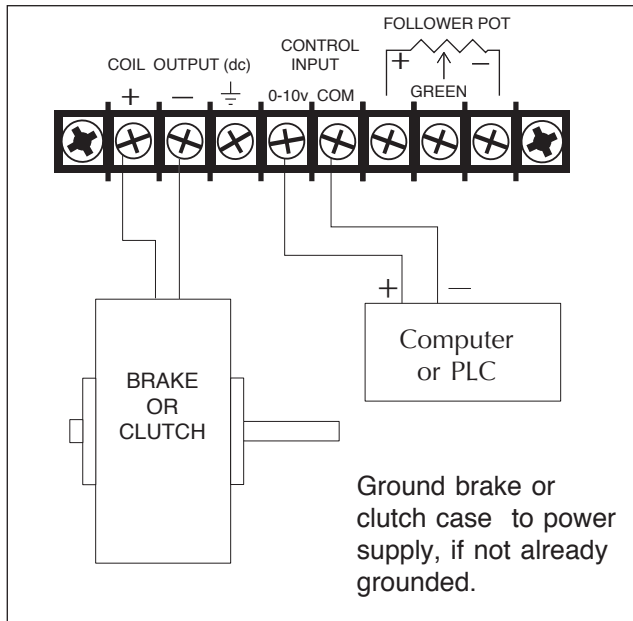 FOLLOWER POT
+ −
GREEN
CONTROL
INPUT
0-10v COM
COIL OUTPUT (dc)
+ −
+ −
Computer
or PLC
BRAKE
OR
CLUTCH
Ground brake or
clutch case to power
supply, if not already
grounded.